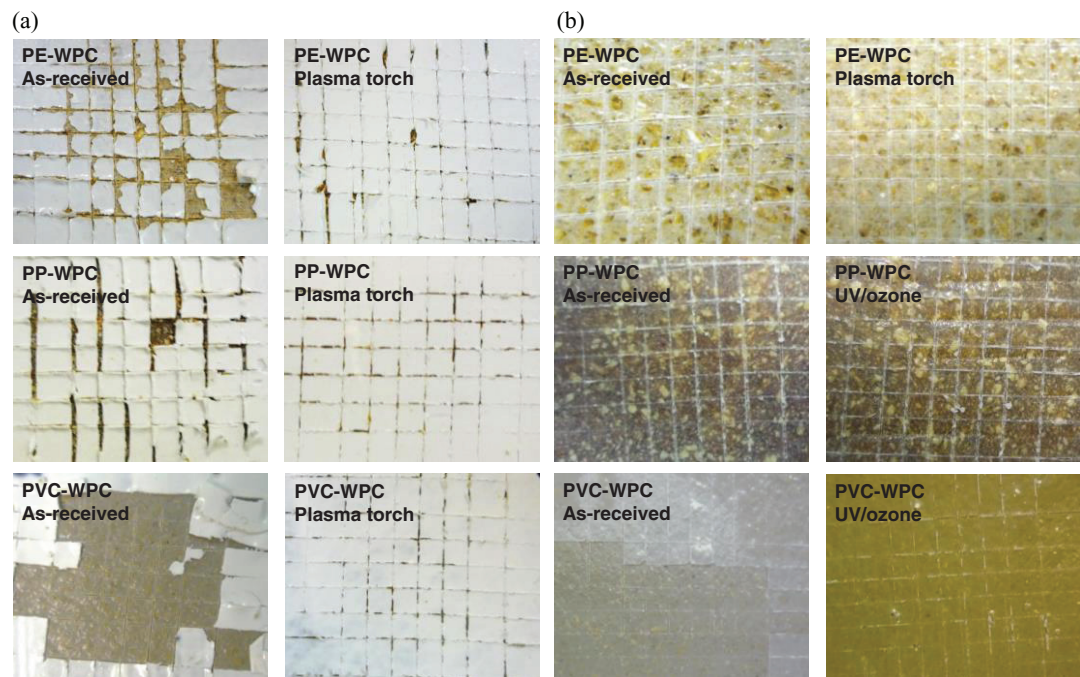 (a)
(b)
PE-WPC
As-received
PE-WPC
Plasma torch
PE-WPC
As-received
PE-WPC
Plasma torch
PP-WPC
As-received
PP-WPC
Plasma torch
PP-WPC
As-received
PP-WPC
UV/ozone
PVC-WPC
As-received
PVC-WPC
Plasma torch
PVC-WPC
As-received
PVC-WPC
UV/ozone